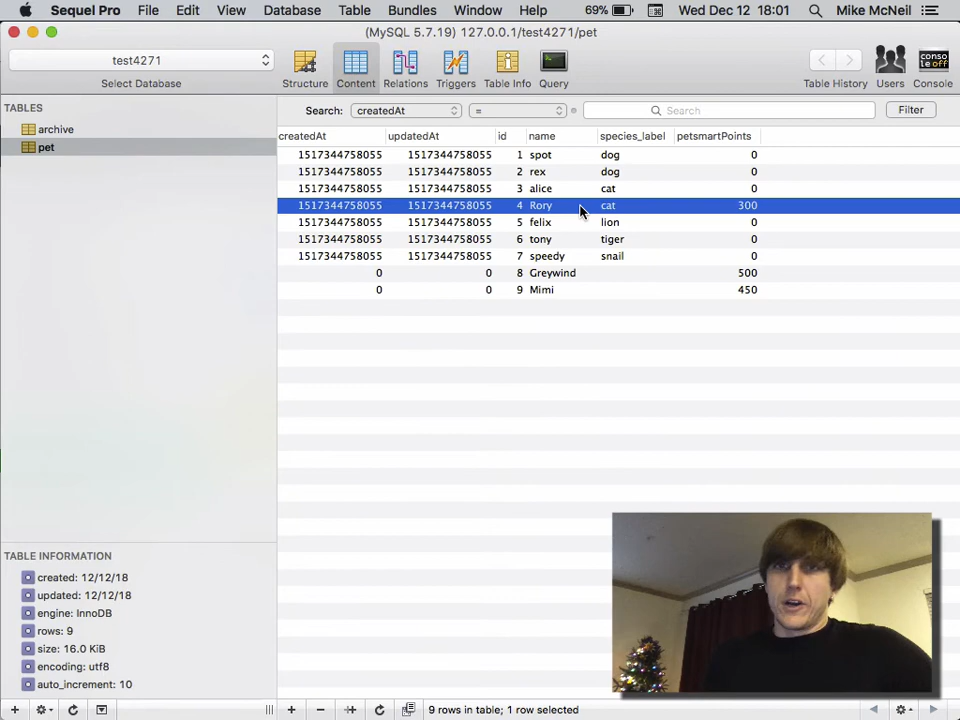 Sequel Pro File Edit View Database Table Bundles Window Help 69% Wed Dec 12 18:01 Mike McNeil
(MySQL 5.7.19) 127.0.0.1/test4271/pet
test4271
Select Database Structure Content Relations Triggers Table Info Query Table History Users Console
conso
le off
TABLES
archive
pet
Search: createdAt = Search Filter
createdAt updatedAt id name species_label petsmartPoints
1517344758055 1517344758055 1 spot dog 0
1517344758055 1517344758055 2 rex dog 0
1517344758055 1517344758055 3 alice cat 0
1517344758055 1517344758055 4 Rory cat 300
1517344758055 1517344758055 5 felix lion 0
1517344758055 1517344758055 6 tony tiger 0
1517344758055 1517344758055 7 speedy snail 0
0 0 8 Greywind 500
0 0 9 Mimi 450
TABLE INFORMATION
created: 12/12/18
updated: 12/12/18
engine: InnoDB
rows: 9
size: 16.0 KiB
encoding: utf8
auto_increment: 10
9 rows in table; 1 row selected